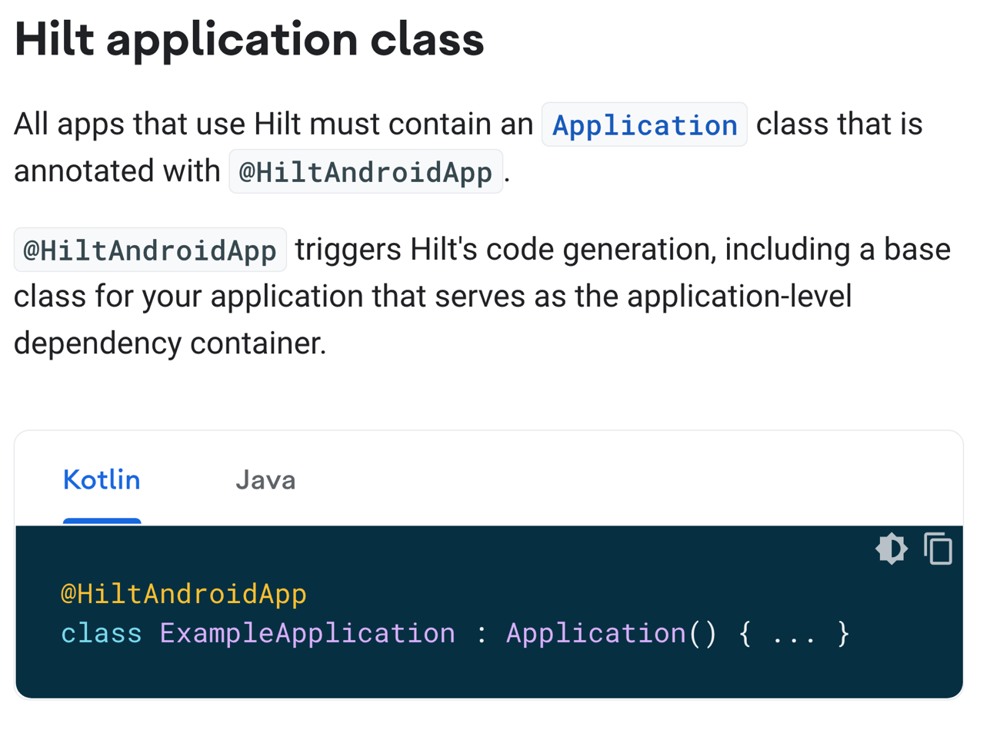 Hilt application class
All apps that use Hilt must contain an Application class that is
annotated with @HiltAndroidApp.
@HiltAndroidApp triggers Hilt's code generation, including a base
class for your application that serves as the application-level
dependency container.
Kotlin Java
@HiltAndroidApp
class ExampleApplication : Application() { ... }